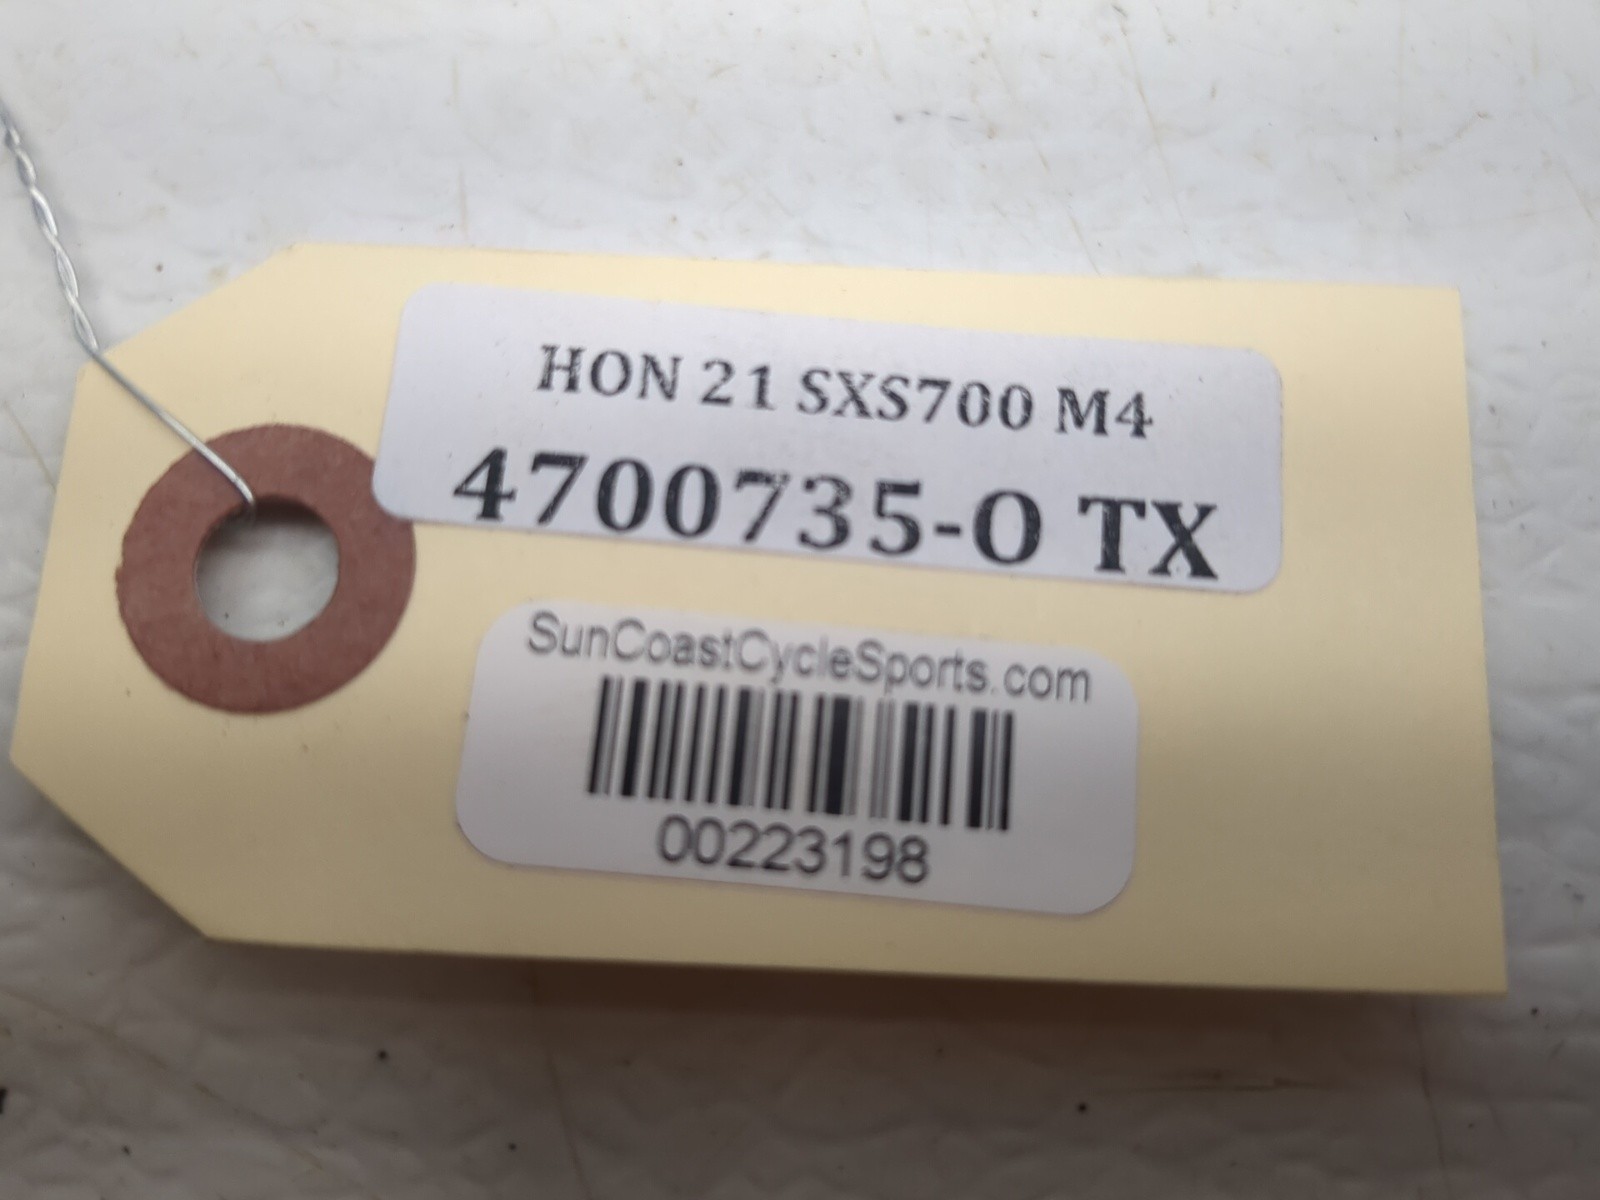 HON 21 SXS700 M4
4700735-O TX
SunCoastCycleSports.com
00223198